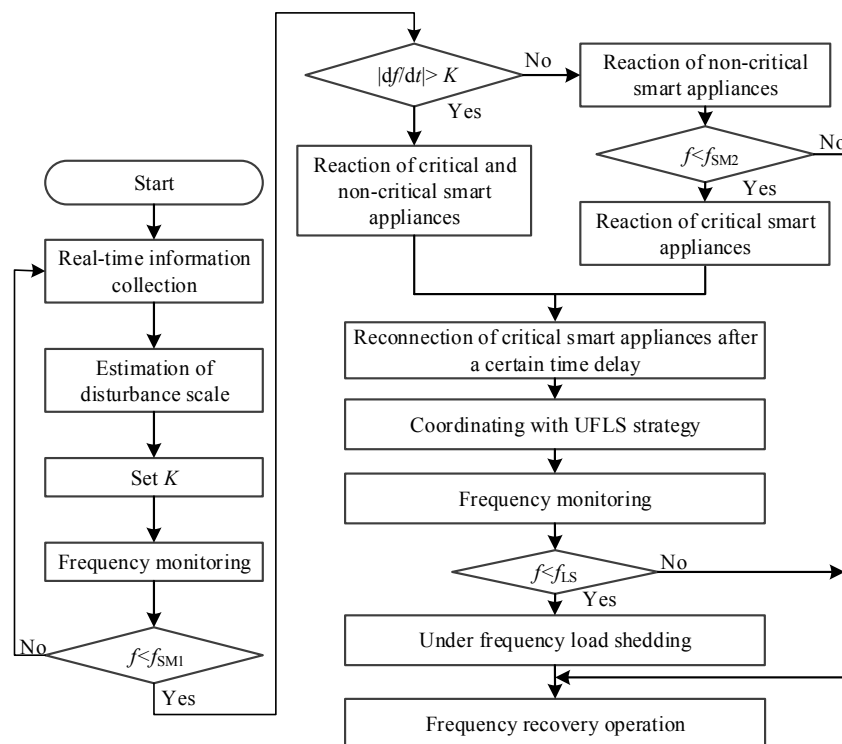 Start
Real-time information
collection
Estimation of
disturbance scale
Set K
Frequency monitoring
f<fSM1
No
Yes
|df/dt|> K
No
Yes
Reaction of critical and
non-critical smart
appliances
Reaction of non-critical
smart appliances
f<fSM2
No
Yes
Reaction of critical smart
appliances
Reconnection of critical smart appliances after
a certain time delay
Coordinating with UFLS strategy
Frequency monitoring
f<fLS
No
Yes
Under frequency load shedding
Frequency recovery operation